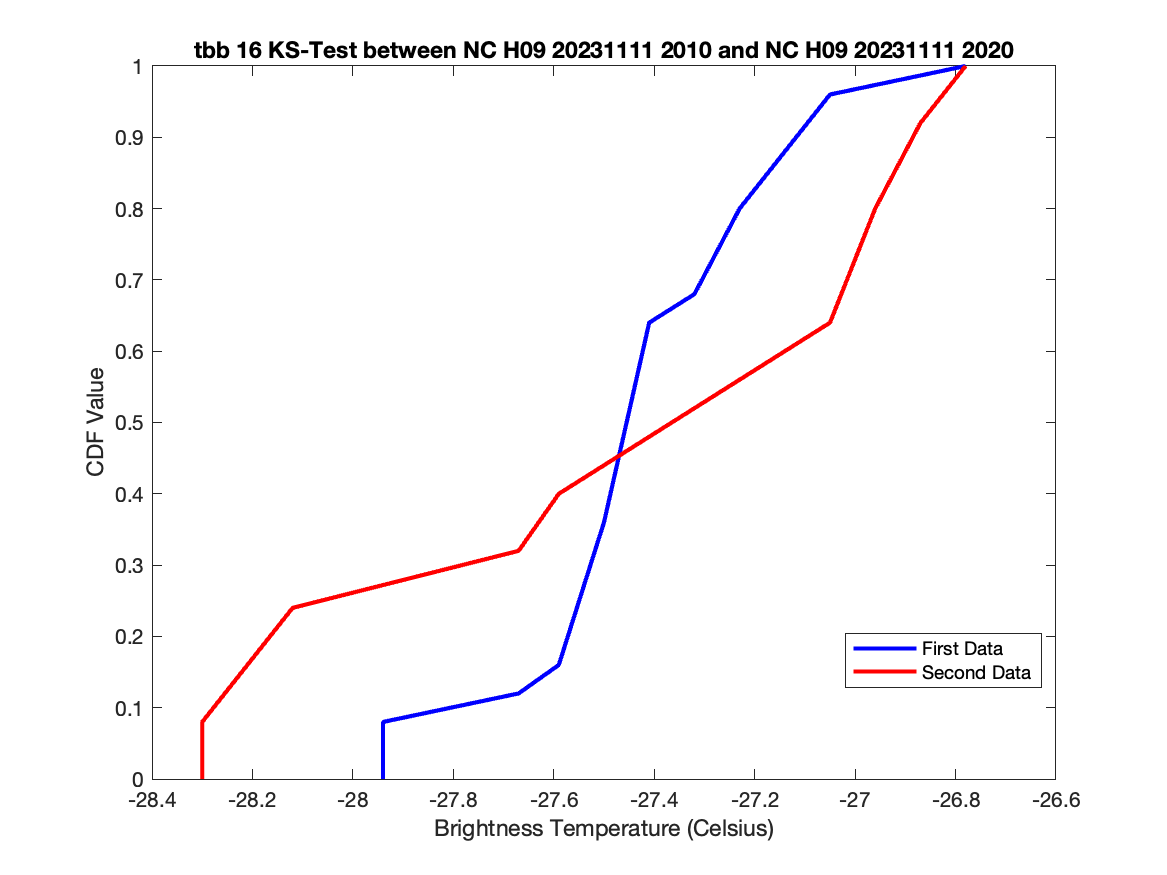 tbb 16 KS-Test between NC H09 20231111 2010 and NC H09 20231111 2020
1
0.9
0.8
0.7
0.6
0.5
0.4
0.3
0.2
0.1
0
CDF Value
First Data
Second Data
-28.4 -28.2 -28 -27.8 -27.6 -27.4 -27.2 -27 -26.8 -26.6
Brightness Temperature (Celsius)